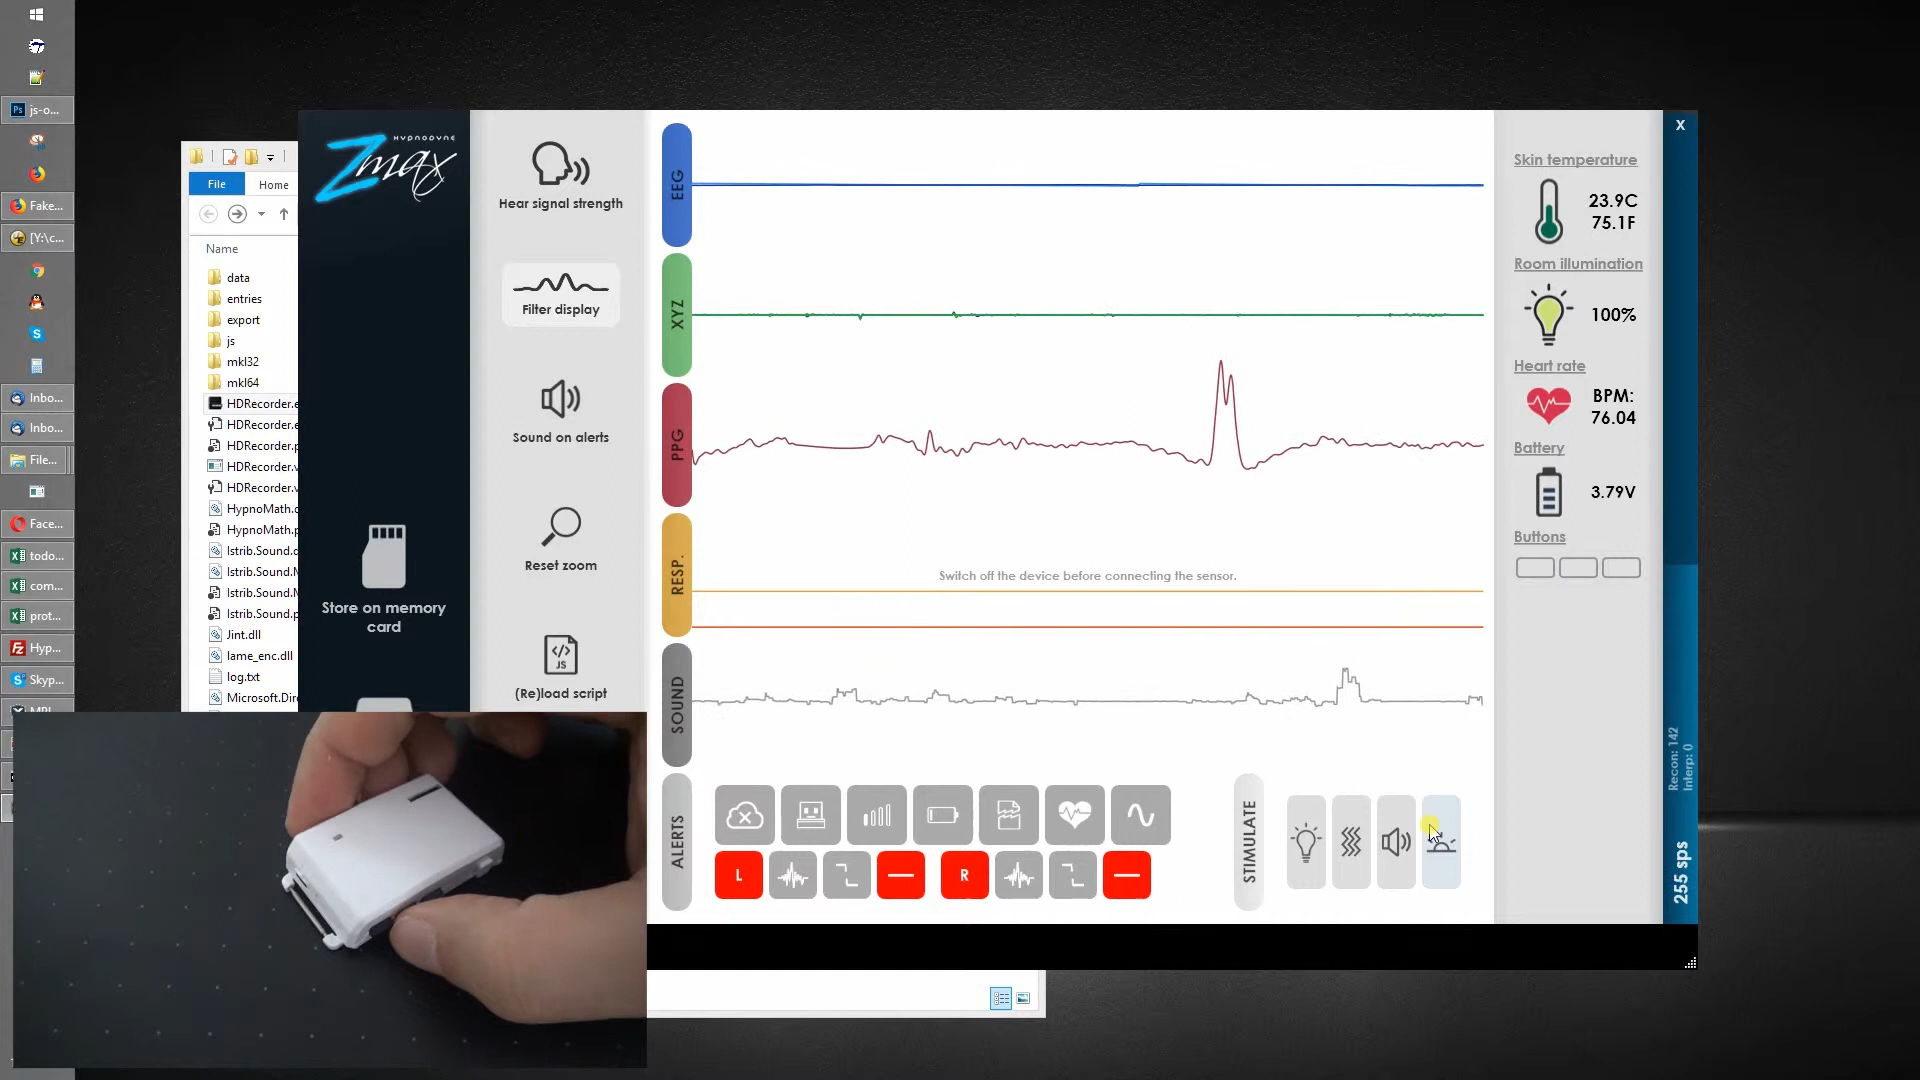 js-o...
Fake...
[Y:\c...
Inbo...
Inbo...
File...
Face...
todo...
com...
prot...
Hyp...
Skyp...
File
Home
Name
data
entries
export
js
mkl32
mkl64
HDRecorder.e
HDRecorder.e
HDRecorder.p
HDRecorder.v
HDRecorder.v
HypnoMath.d
HypnoMath.p
Istrib.Sound.d
Istrib.Sound.M
Istrib.Sound.M
Istrib.Sound.p
Jint.dll
lame_enc.dll
log.txt
Microsoft.Dire
HYPNODYNE
Zmax
Store on memory
card
Hear signal strength
Filter display
Sound on alerts
Reset zoom
JS
(Re)load script
EEG
XYZ
PPG
RESP.
Switch off the device before connecting the sensor.
SOUND
ALERTS
L
R
STIMULATE
X
Skin temperature
23.9C
75.1F
Room illumination
100%
Heart rate
BPM:
76.04
Battery
3.79V
Buttons
Recon: 142
Interp: 0
255 sps